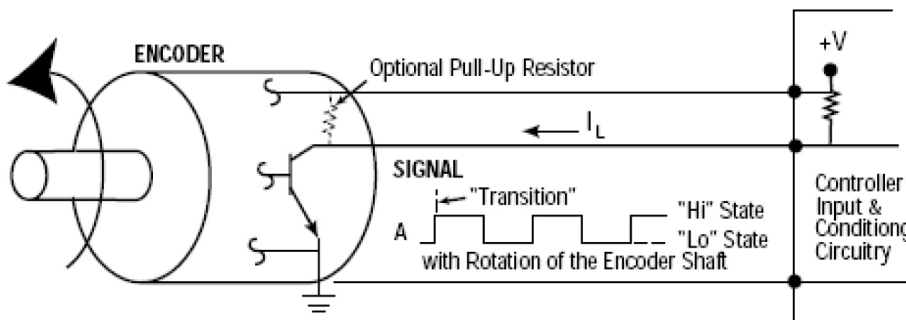 ENCODER
Optional Pull-Up Resistor
+V
I_L
SIGNAL
"Transition"
A
"Hi" State
"Lo" State
with Rotation of the Encoder Shaft
Controller
Input &
Conditiong
Circuitry